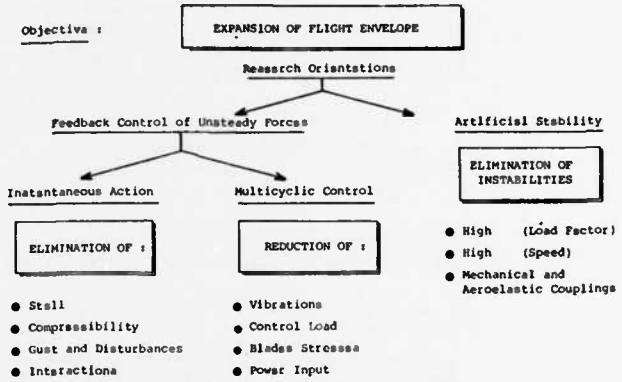 Objective :
EXPANSION OF FLIGHT ENVELOPE
Research Orientations
Feedback Control of Unsteady Forces
Artificial Stability
Instantaneous Action
Multicyclic Control
ELIMINATION OF INSTABILITIES
ELIMINATION OF :
REDUCTION OF :
● High (Load Factor)
● High (Speed)
● Mechanical and Aeroelastic Couplings
● Stall
● Compressibility
● Gust and Disturbances
● Interactions
● Vibrations
● Control Load
● Blades Stresses
● Power Input